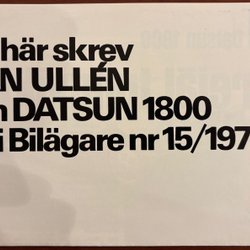 här skrev
ULLÉN
DATSUN 1800
i Bilägare nr 15/197